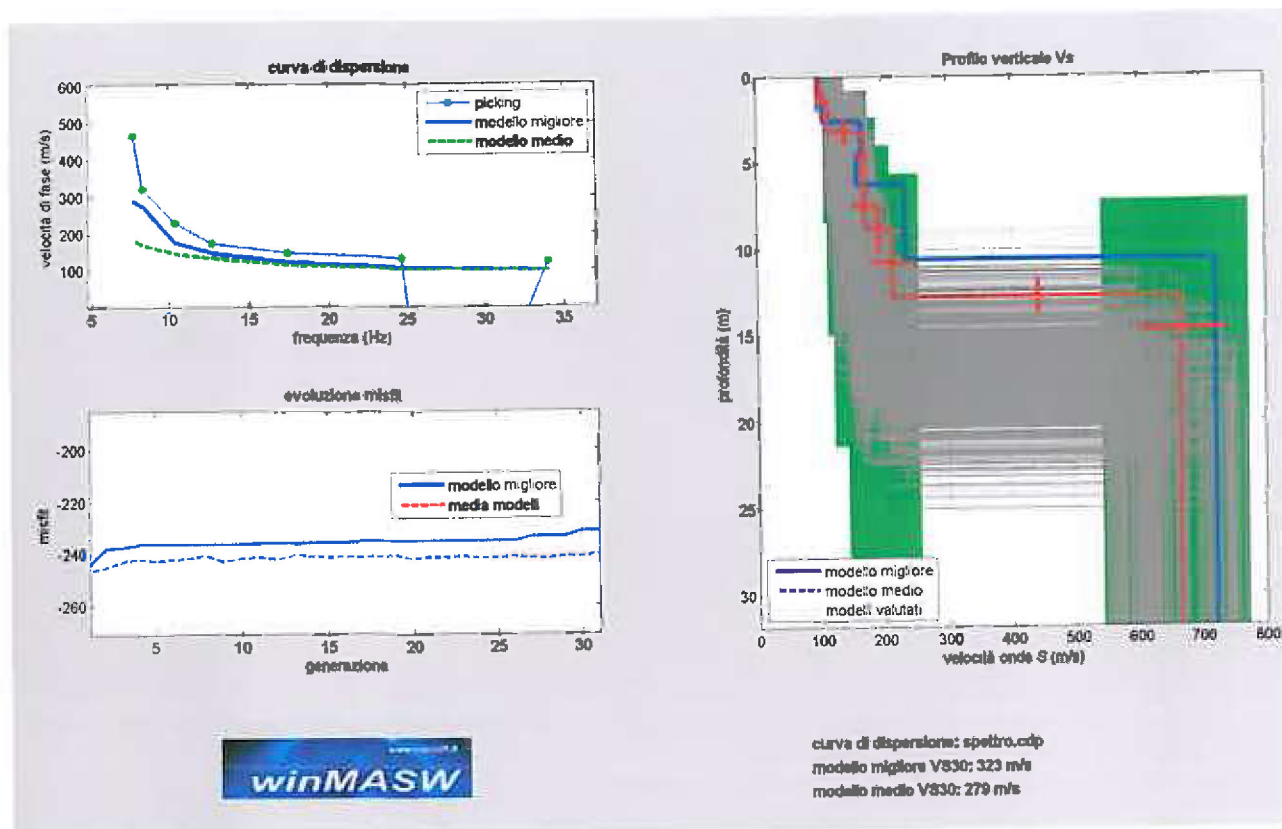 curva di dispersione
600
500
400
300
200
100
velocita di fase (m/s)
picking
modello migliore
modello medio
5
10
15
20
25
30
35
frequenza (Hz)
evoluzione misfit
-200
-220
-240
-260
misfit
modello migliore
media modelli
5
10
15
20
25
30
generazione
Profilo verticale Vs
0
5
10
15
20
25
30
profondità (m)
modello migliore
modello medio
modelli valutati
0
100
200
300
400
500
600
700
800
velocità onde S (m/s)
winMASW
curva di dispersione: spettro.cdp
modello migliore VS30: 323 m/s
modello medio VS30: 279 m/s